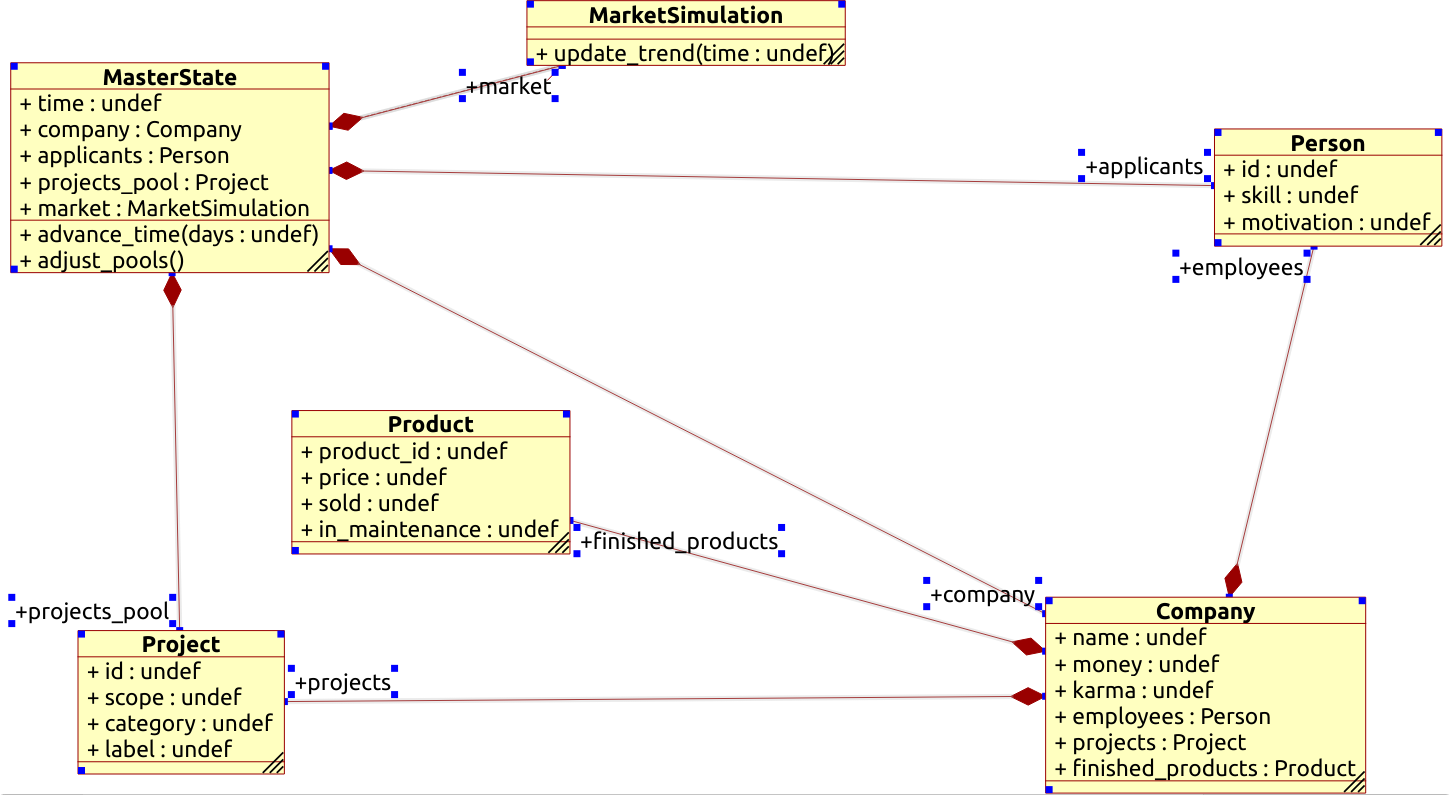 MarketSimulation
+ update_trend(time : undef)
+market
MasterState
+ time : undef
+ company : Company
+ applicants : Person
+ projects_pool : Project
+ market : MarketSimulation
+ advance_time(days : undef)
+ adjust_pools()
+applicants
Person
+ id : undef
+ skill : undef
+ motivation : undef
+employees
Product
+ product_id : undef
+ price : undef
+ sold : undef
+ in_maintenance : undef
+finished_products
+company
+projects_pool
Project
+ id : undef
+ scope : undef
+ category : undef
+ label : undef
+projects
Company
+ name : undef
+ money : undef
+ karma : undef
+ employees : Person
+ projects : Project
+ finished_products : Product